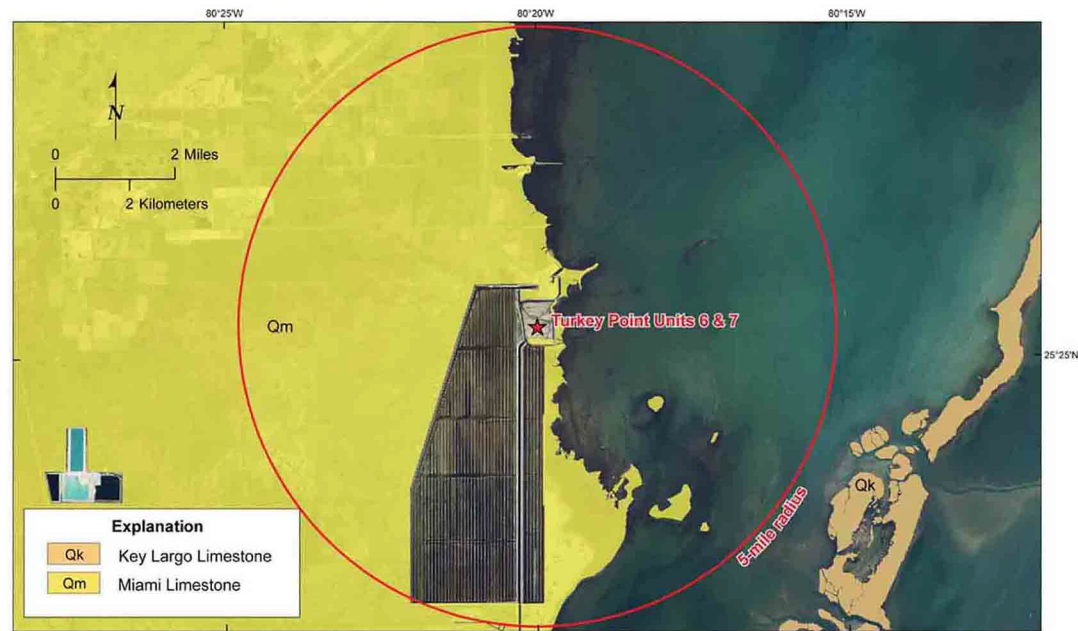 80°25'W
80°20'W
80°15'W
N
0 2 Miles
0 2 Kilometers
Turkey Point Units 6 & 7
Qm
25°25'N
Qk
5-mile radius
Explanation
Qk Key Largo Limestone
Qm Miami Limestone